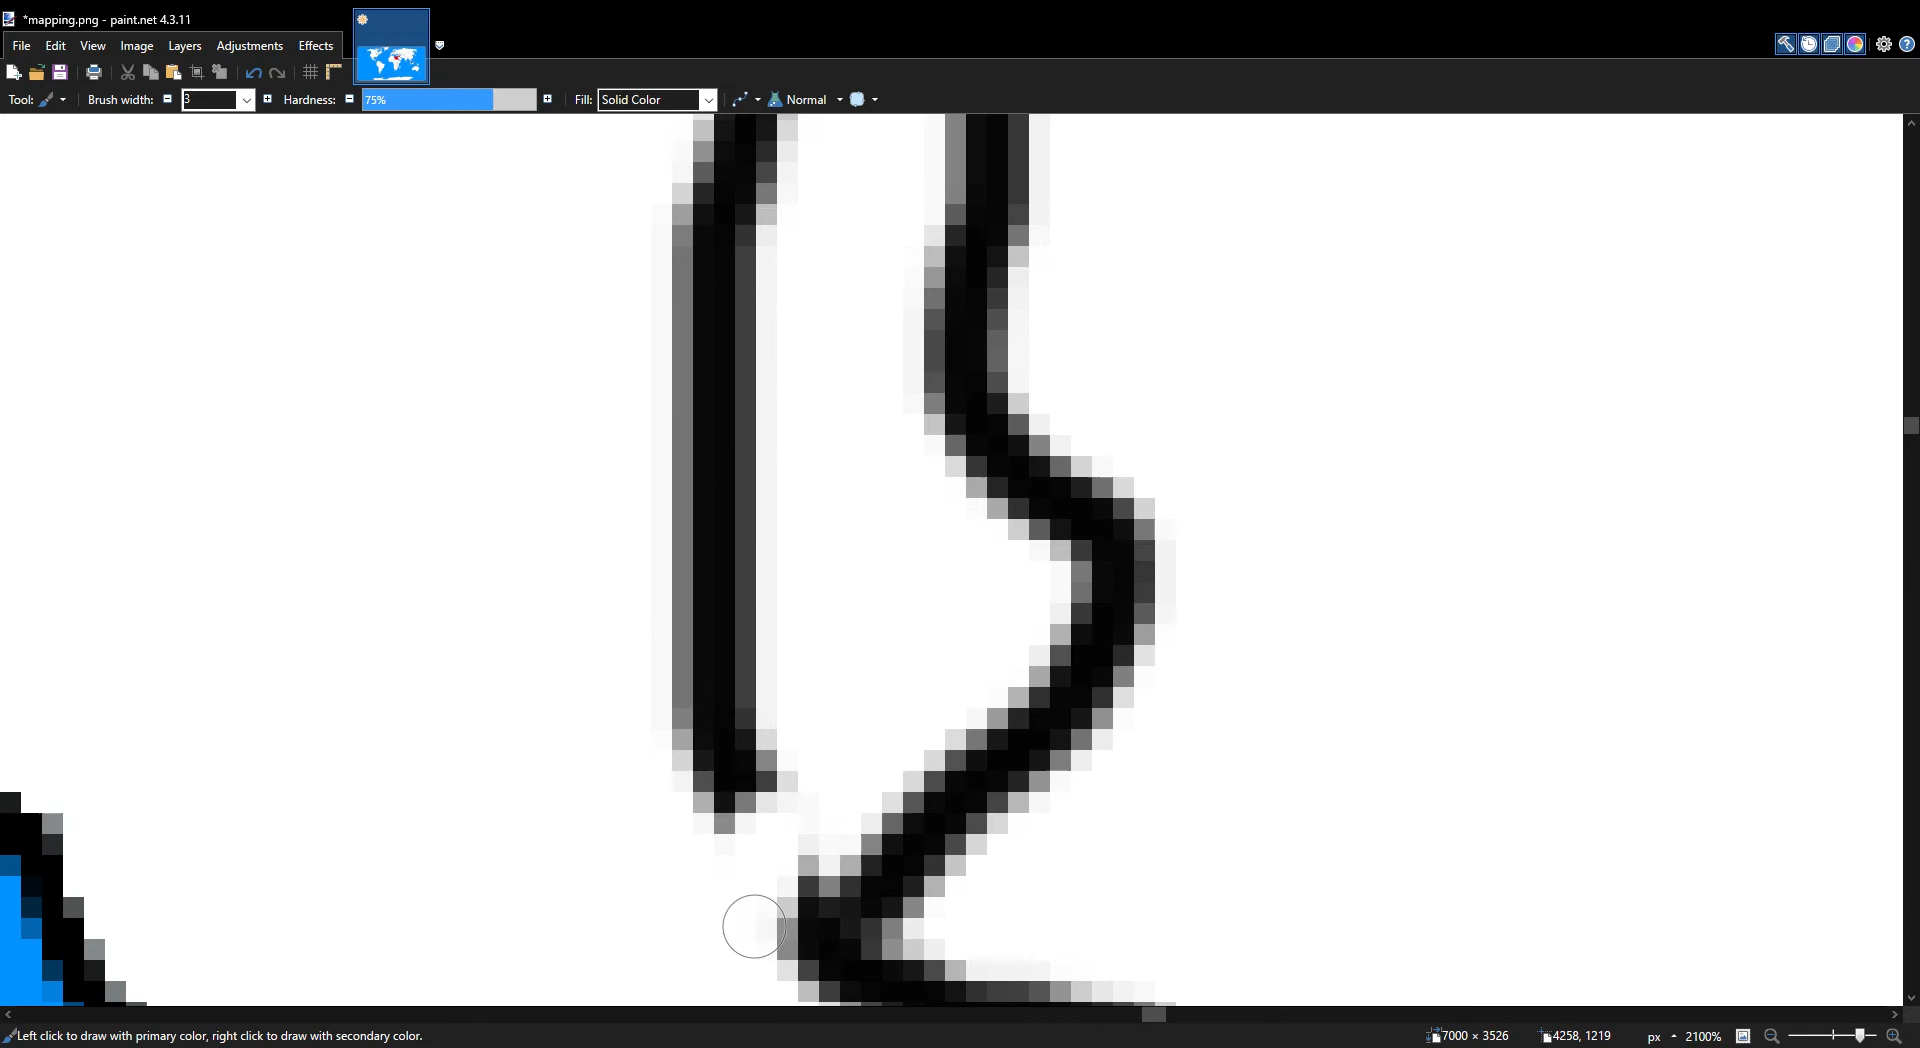 *mapping.png - paint.net 4.3.11
File Edit View Image Layers Adjustments Effects
Tool: Brush width: 3 Hardness: 75% Fill: Solid Color Normal
Left click to draw with primary color, right click to draw with secondary color. 7000 × 3526 4258, 1219 px 2100%